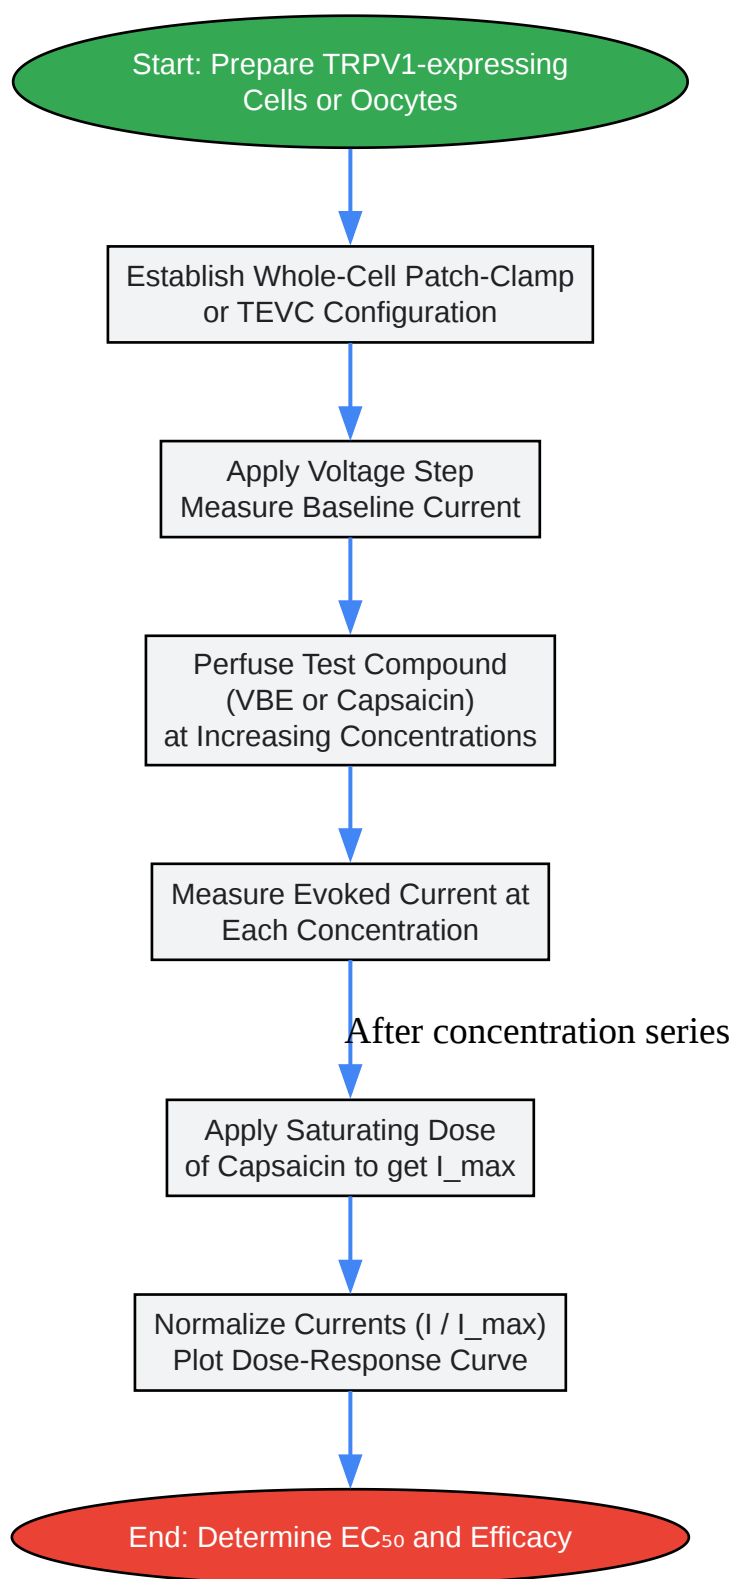 Start: Prepare TRPV1-expressing
Cells or Oocytes
Establish Whole-Cell Patch-Clamp
or TEVC Configuration
Apply Voltage Step
Measure Baseline Current
Perfuse Test Compound
(VBE or Capsaicin)
at Increasing Concentrations
Measure Evoked Current at
Each Concentration
After concentration series
Apply Saturating Dose
of Capsaicin to get I_max
Normalize Currents (I / I_max)
Plot Dose-Response Curve
End: Determine EC₅₀ and Efficacy